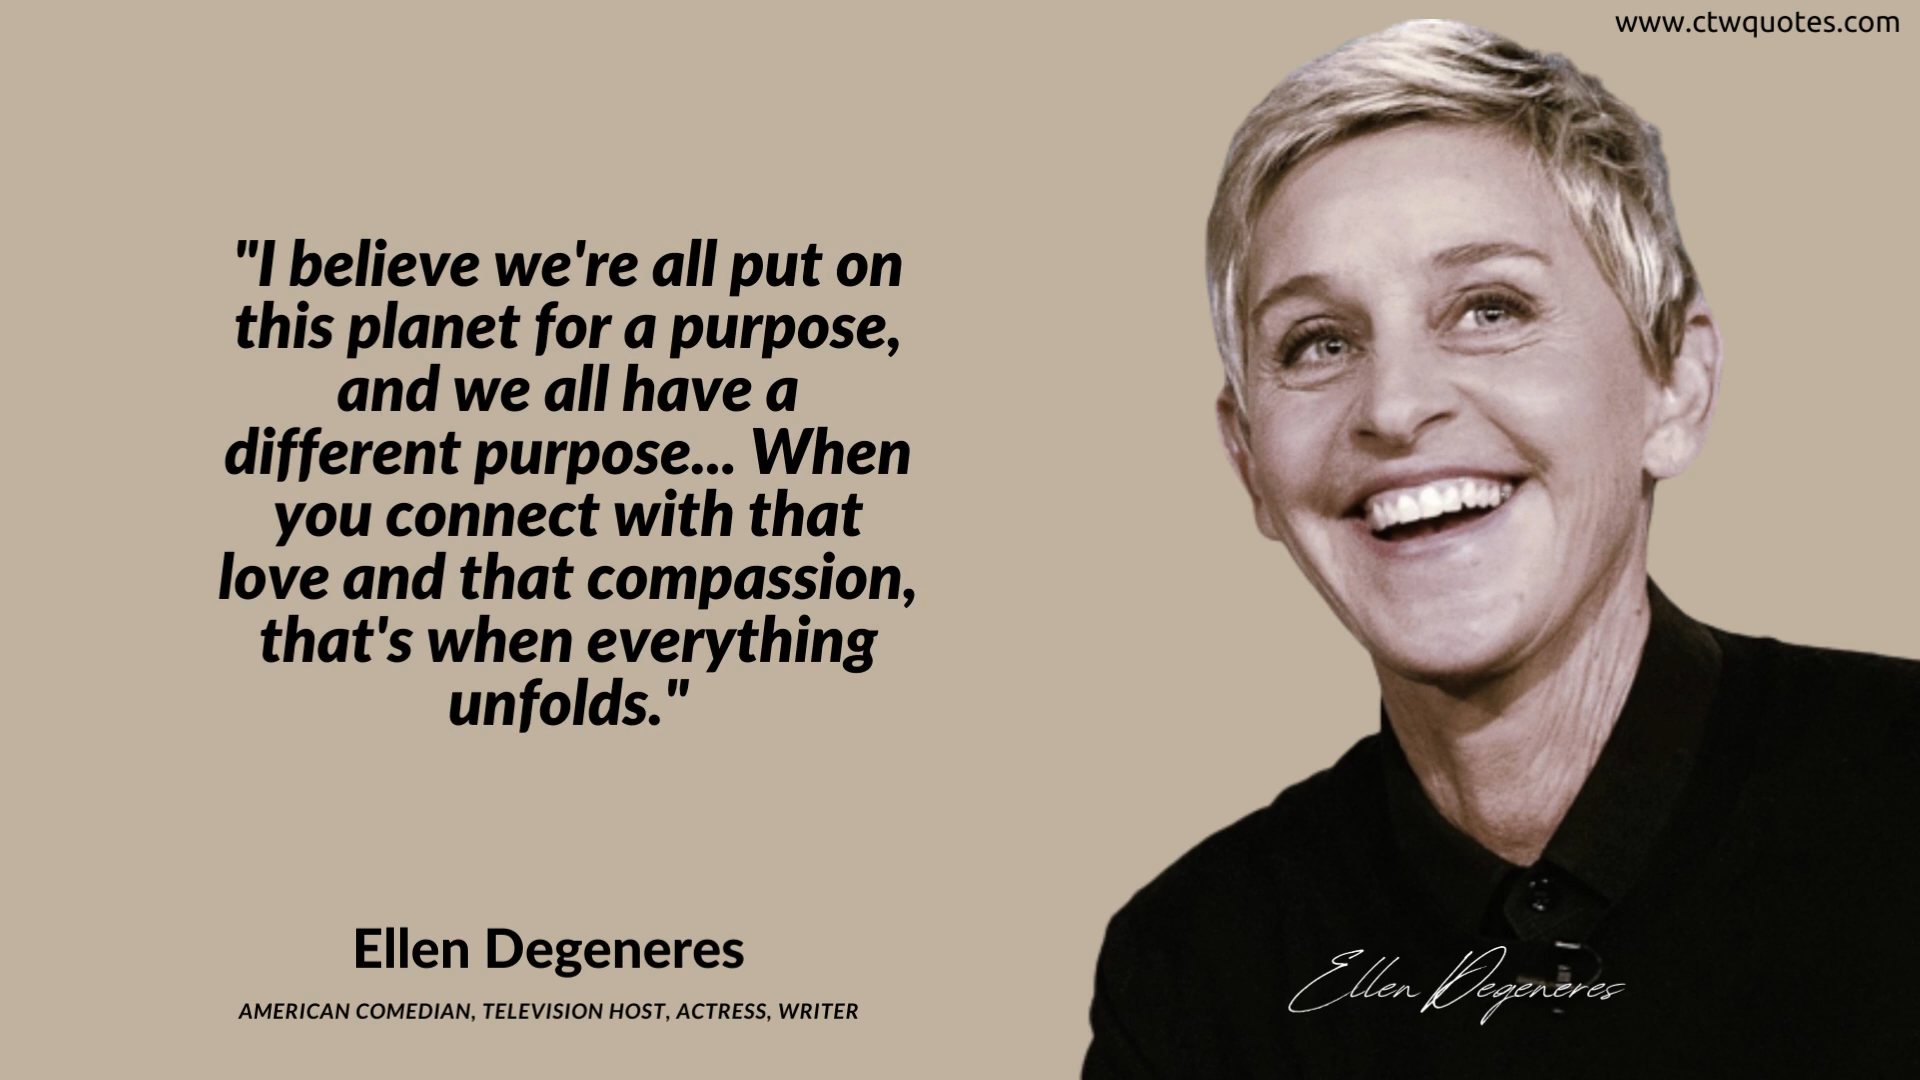 www.ctwquotes.com
"I believe we're all put on
this planet for a purpose,
and we all have a
different purpose... When
you connect with that
love and that compassion,
that's when everything
unfolds."
Ellen Degeneres
AMERICAN COMEDIAN, TELEVISION HOST, ACTRESS, WRITER
Ellen Degeneres